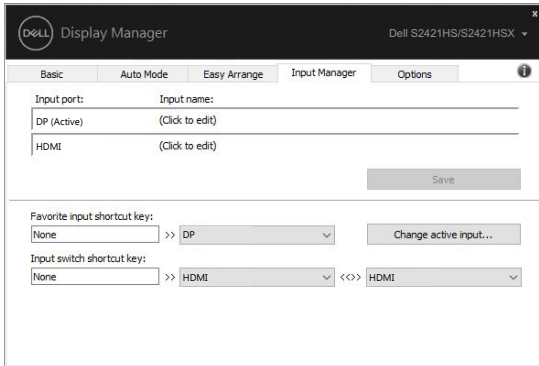 x
DELL Display Manager Dell S2421HS/S2421HSX
Basic Auto Mode Easy Arrange Input Manager Options
Input port: Input name:
DP (Active) (Click to edit)
HDMI (Click to edit)
Save
Favorite input shortcut key:
None >> DP Change active input...
Input switch shortcut key:
None >> HDMI <<>> HDMI